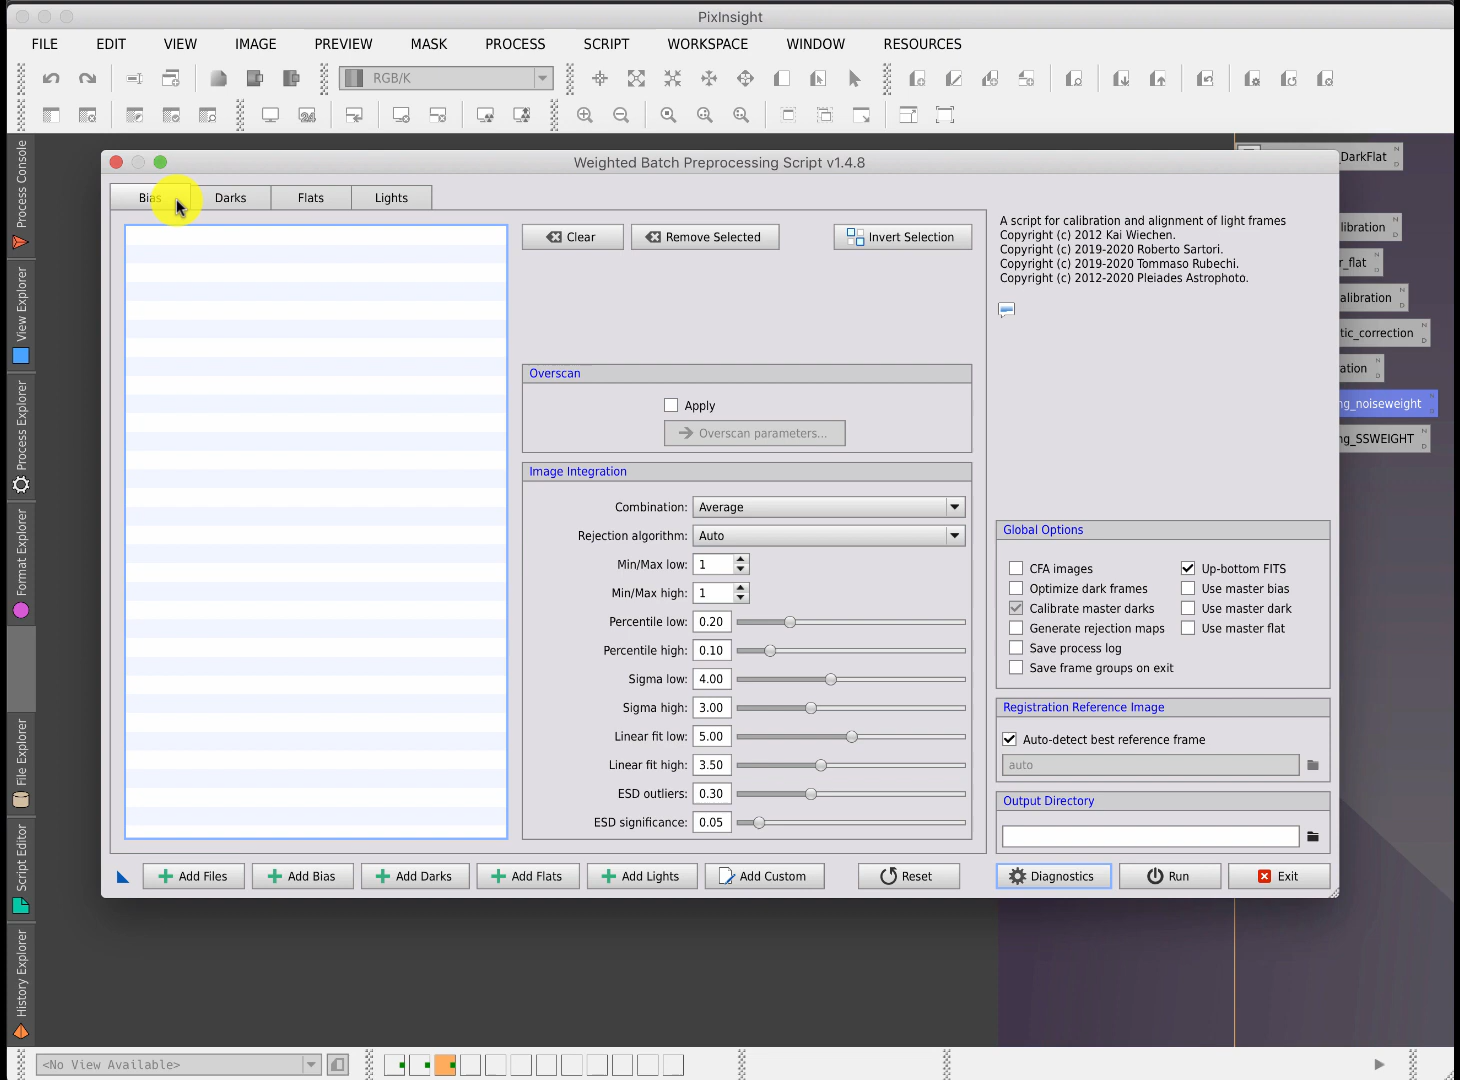 PixInsight
FILE EDIT VIEW IMAGE PREVIEW MASK PROCESS SCRIPT WORKSPACE WINDOW RESOURCES
RGB/K
Process Console
View Explorer
Process Explorer
Format Explorer
File Explorer
Script Editor
History Explorer
Weighted Batch Preprocessing Script v1.4.8
Bias Darks Flats Lights
Clear Remove Selected Invert Selection
Overscan
Apply
Overscan parameters...
Image Integration
Combination: Average
Rejection algorithm: Auto
Min/Max low: 1
Min/Max high: 1
Percentile low: 0.20
Percentile high: 0.10
Sigma low: 4.00
Sigma high: 3.00
Linear fit low: 5.00
Linear fit high: 3.50
ESD outliers: 0.30
ESD significance: 0.05
A script for calibration and alignment of light frames
Copyright (c) 2012 Kai Wiechen.
Copyright (c) 2019-2020 Roberto Sartori.
Copyright (c) 2019-2020 Tommaso Rubechi.
Copyright (c) 2012-2020 Pleiades Astrophoto.
Global Options
CFA images Up-bottom FITS
Optimize dark frames Use master bias
Calibrate master darks Use master dark
Generate rejection maps Use master flat
Save process log
Save frame groups on exit
Registration Reference Image
Auto-detect best reference frame
auto
Output Directory
Add Files Add Bias Add Darks Add Flats Add Lights Add Custom Reset Diagnostics Run Exit
_DarkFlat
libration
r_flat
alibration
tic_correction
ation
ng_noiseweight
ng_SSWEIGHT
<No View Available>